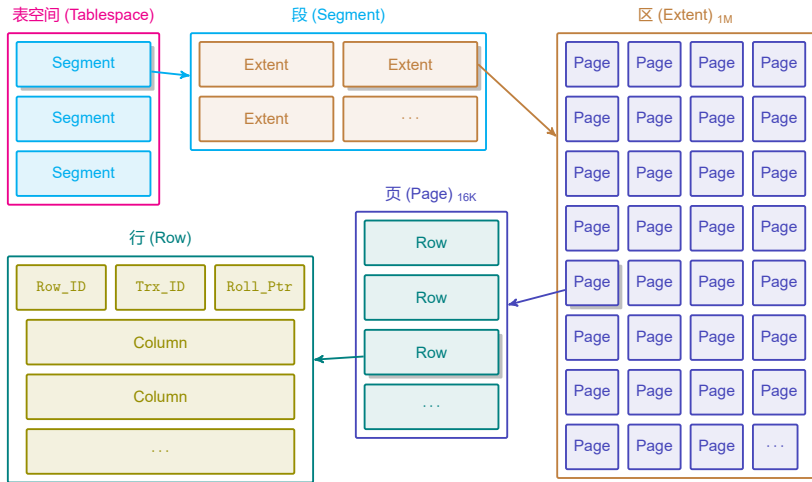 表空间 (Tablespace)
Segment
Segment
Segment
段 (Segment)
Extent Extent
Extent ···
区 (Extent) 1M
Page Page Page Page
Page Page Page Page
Page Page Page Page
Page Page Page Page
Page Page Page Page
Page Page Page Page
Page Page Page Page
Page Page Page ···
页 (Page) 16K
Row
Row
Row
···
行 (Row)
Row_ID Trx_ID Roll_Ptr
Column
Column
···